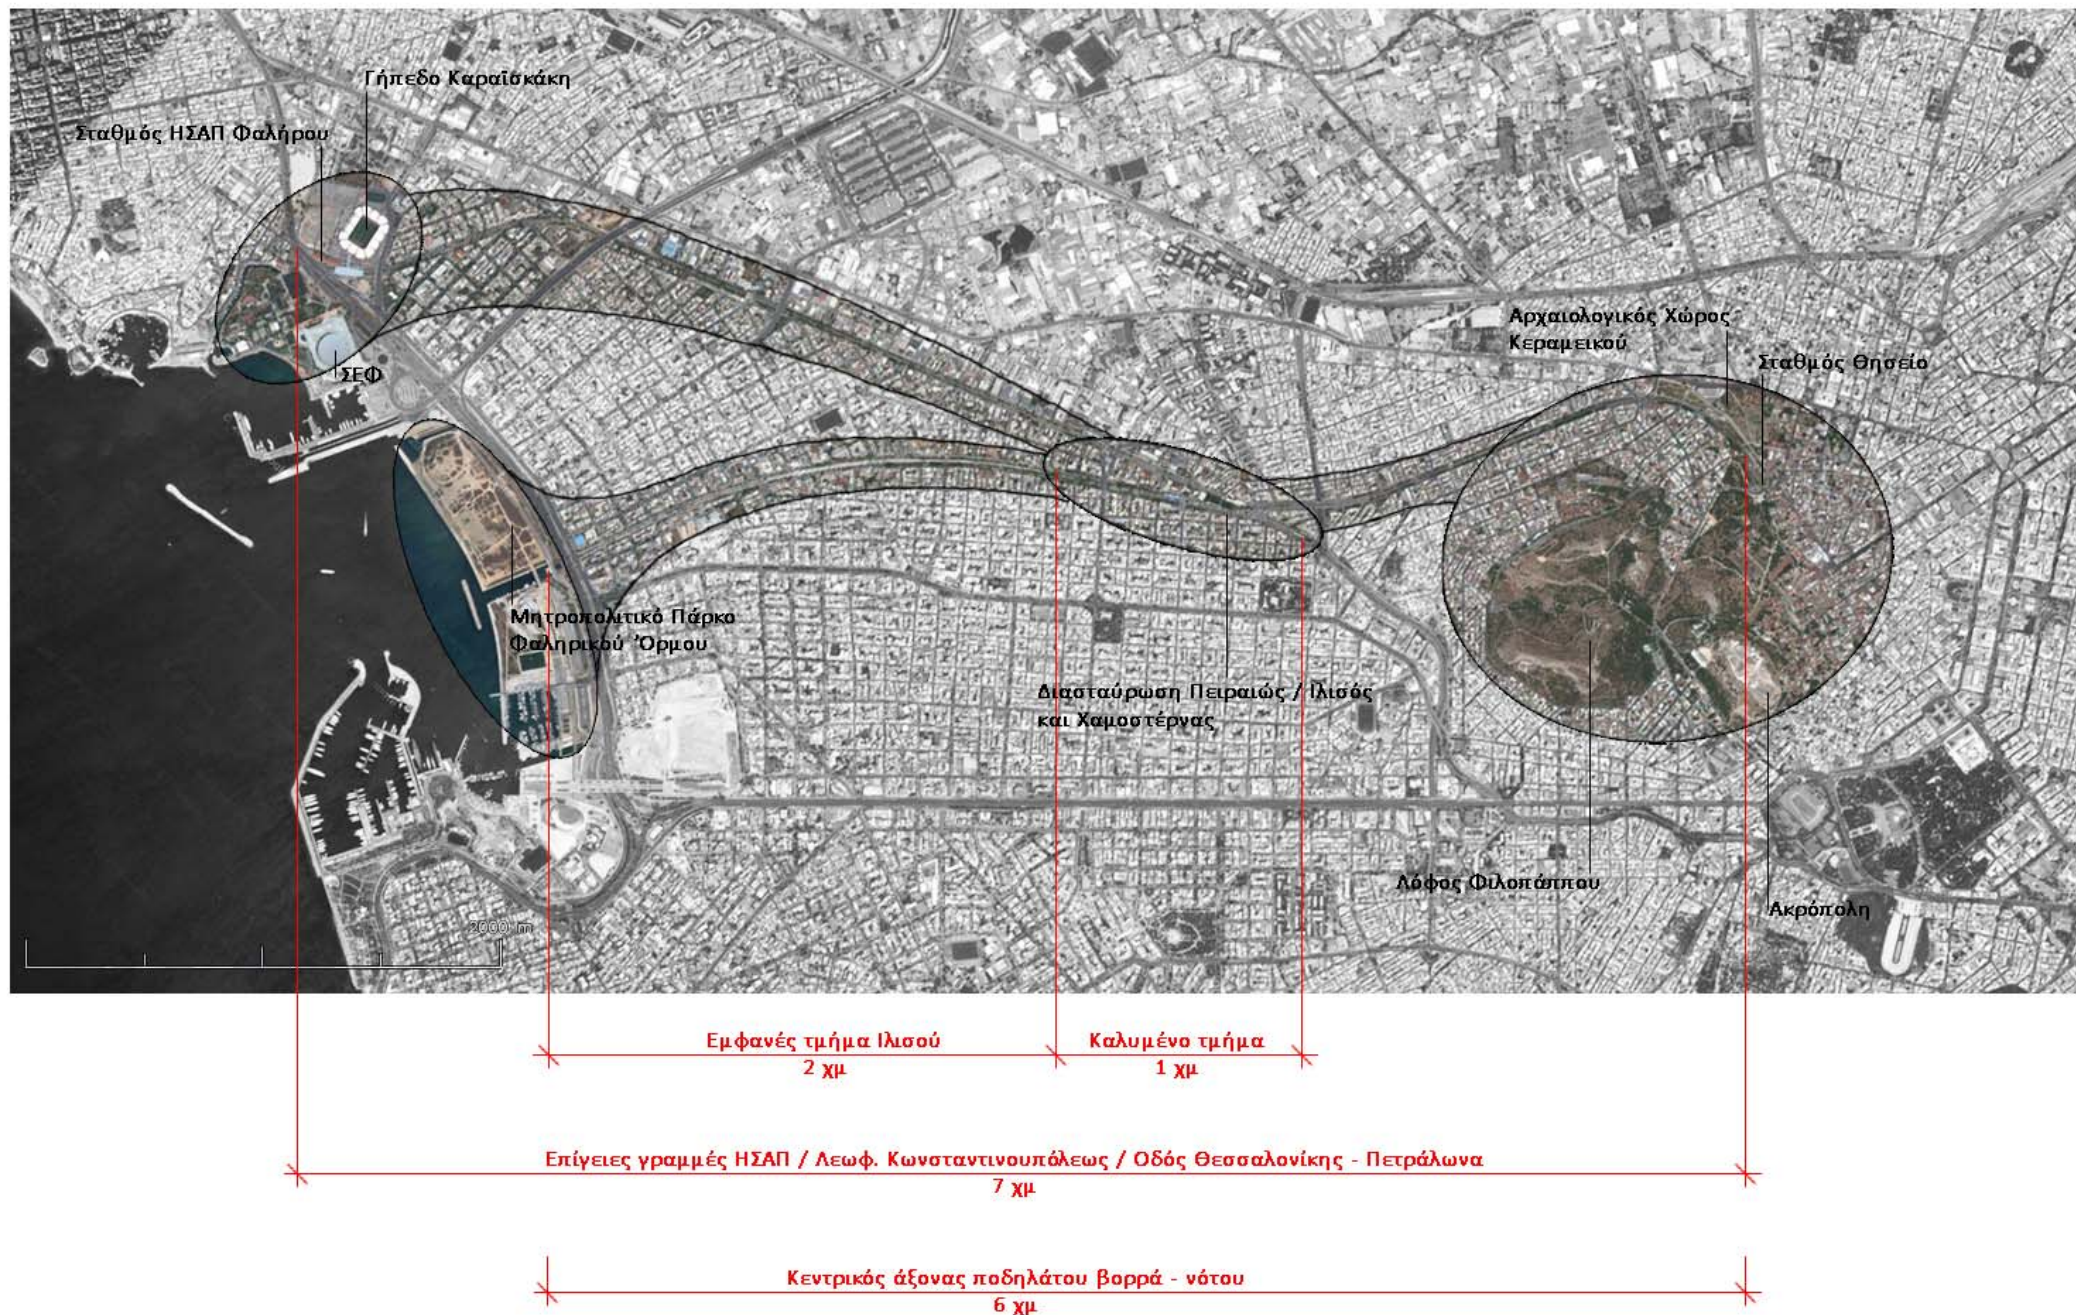 Γήπεδο Καραΐσκάκη
Σταθμός ΗΣΑΠ Φαλήρου
Αρχαιολογικός Χώρος
Κεραμεικού
Σταθμός Θησείο
ΣΕΦ
Μητροπολιτικό Πάρκο
Φαληρικού Όρμου
Διασταύρωση Πειραιώς / Ιλισός
και Χαμοστέρνας
Λόφος Φιλοπάππου
Ακρόπολη
2000 m
Εμφανές τμήμα Ιλισού
2 χμ
Καλυμένο τμήμα
1 χμ
Επίγειες γραμμές ΗΣΑΠ / Λεωφ. Κωνσταντινουπόλεως / Οδός Θεσσαλονίκης - Πετράλωνα
7 χμ
Κεντρικός άξονας ποδηλάτου βορρά - νότου
6 χμ